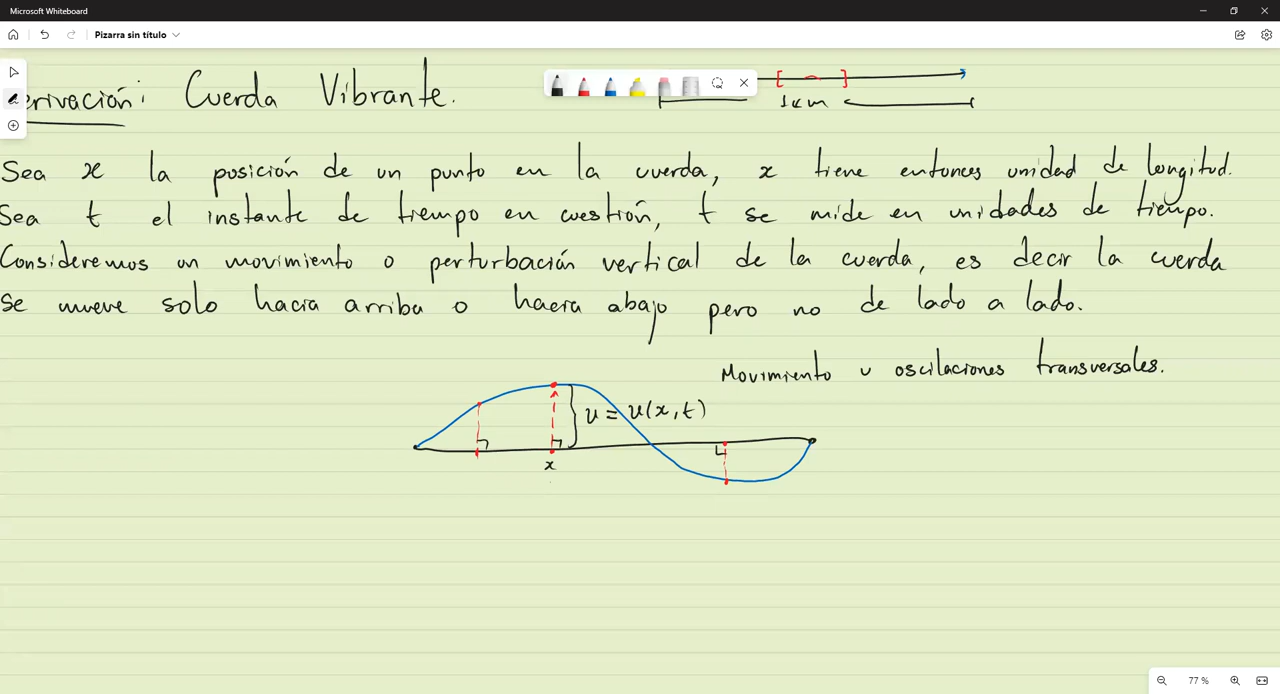 Microsoft Whiteboard
Pizarra sin título
erivación: Cuerda Vibrante.
1km
Sea x la posición de un punto en la cuerda, x tiene entonces unidad de longitud.
Sea t el instante de tiempo en cuestión, t se mide en unidades de tiempo.
Consideremos un movimiento o perturbación vertical de la cuerda, es decir la cuerda
se mueve solo hacia arriba o hacia abajo pero no de lado a lado.
Movimiento u oscilaciones transversales.
u = u(x,t)
x
77 %